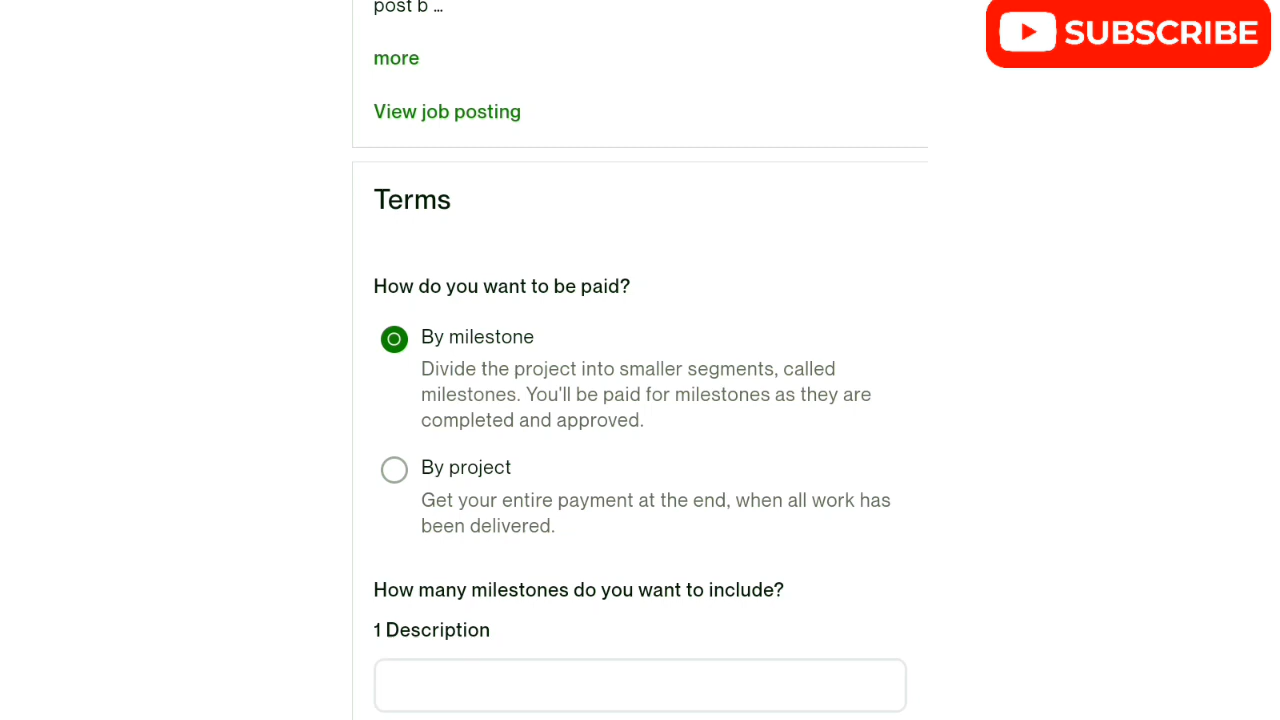 post b ...
SUBSCRIBE
more
View job posting
Terms
How do you want to be paid?
By milestone
Divide the project into smaller segments, called
milestones. You'll be paid for milestones as they are
completed and approved.
By project
Get your entire payment at the end, when all work has
been delivered.
How many milestones do you want to include?
1 Description